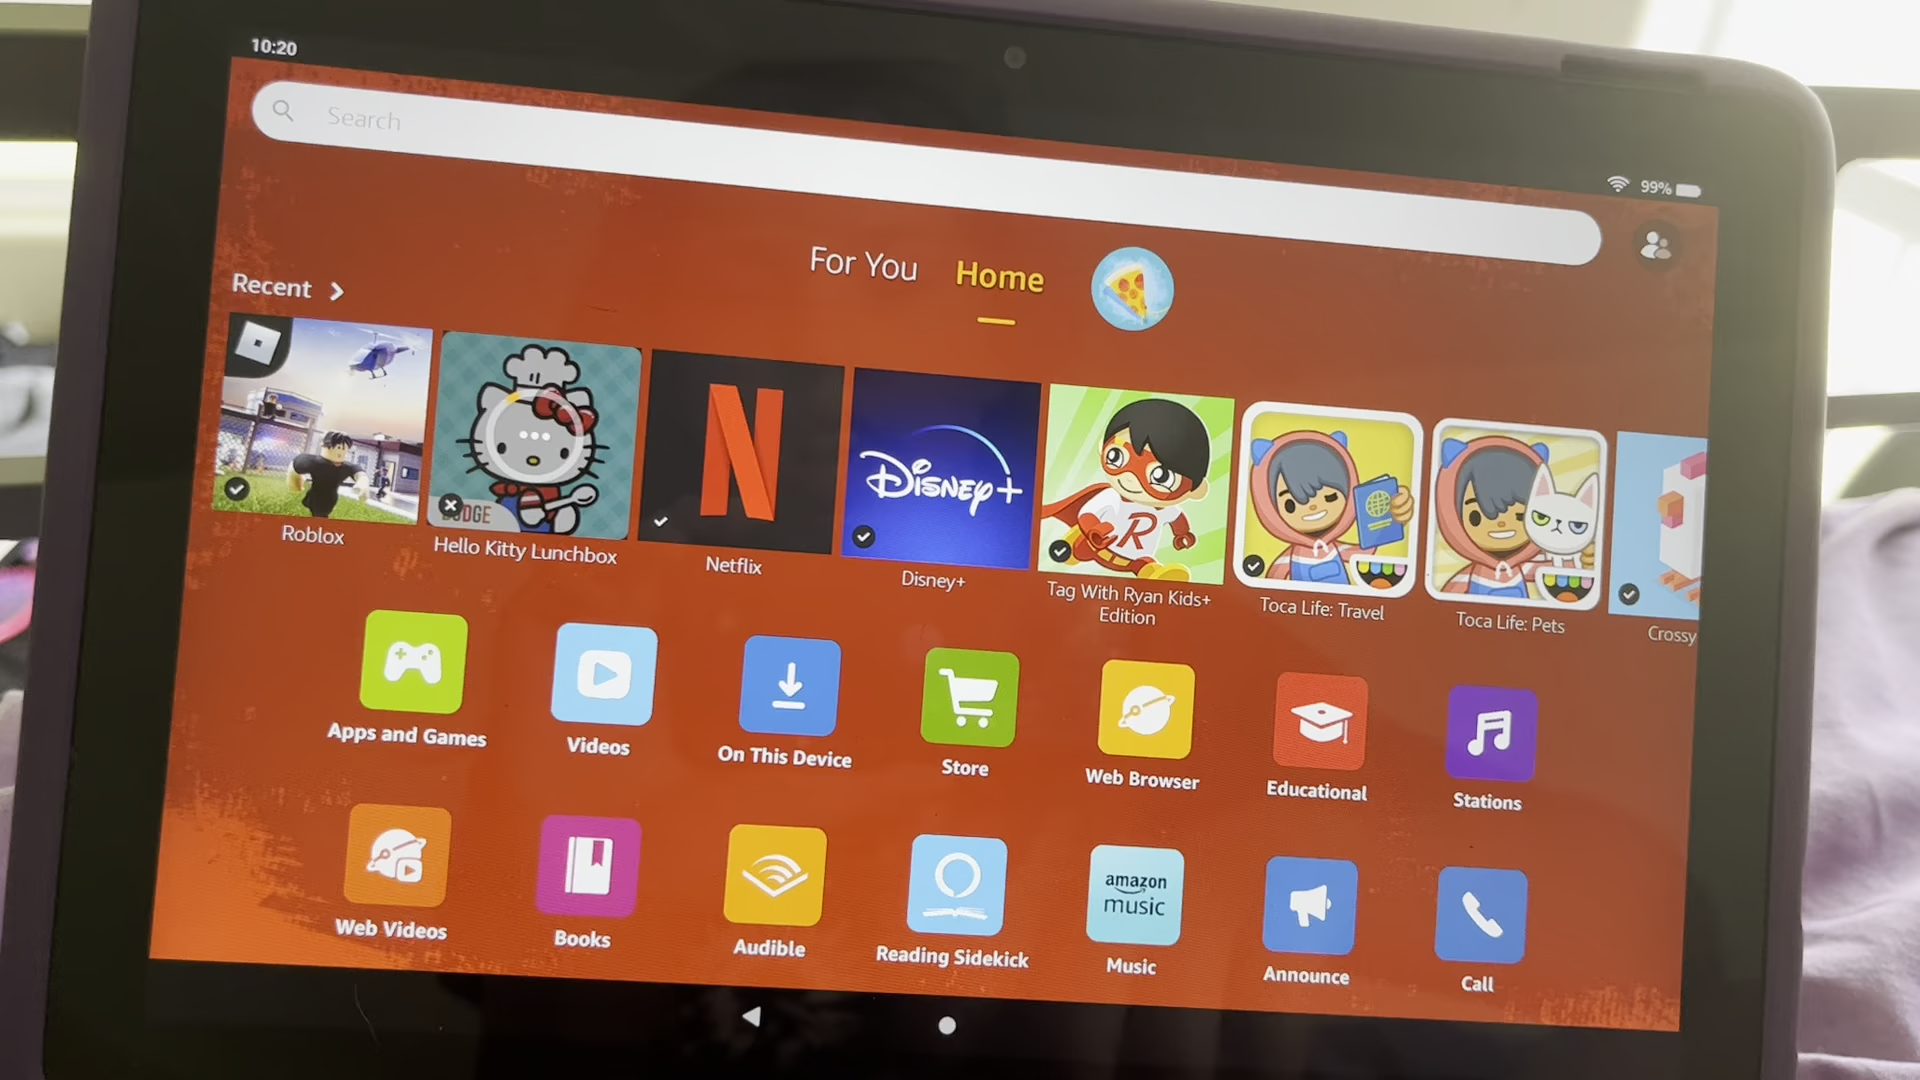 10:20
Search
99%
For You
Home
Recent
DODGE
Disney+
R
Roblox
Hello Kitty Lunchbox
Netflix
Disney+
Tag With Ryan Kids+
Edition
Toca Life: Travel
Toca Life: Pets
Crossy
Apps and Games
Videos
On This Device
Store
Web Browser
Educational
Stations
amazon
music
Web Videos
Books
Audible
Reading Sidekick
Music
Announce
Call